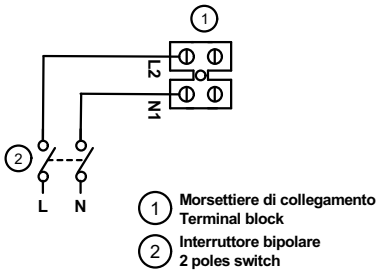 1
L2
N1
2
L N
1 Morsettiere di collegamento
Terminal block
2 Interruttore bipolare
2 poles switch